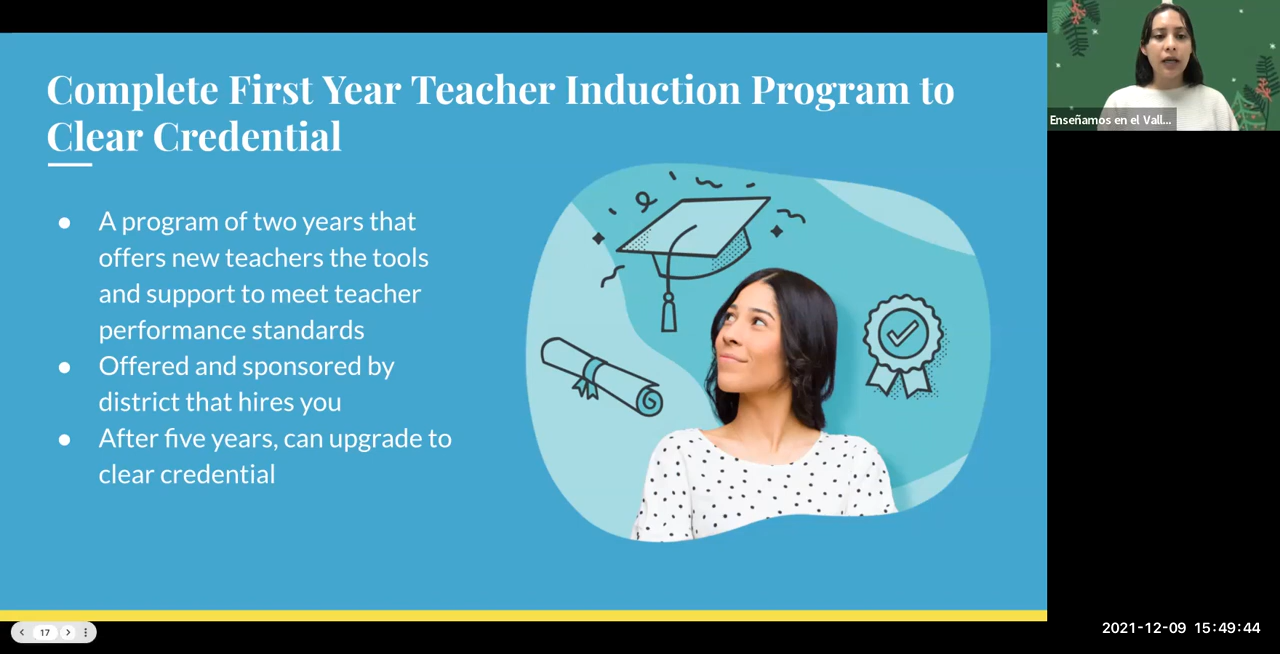 Complete First Year Teacher Induction Program to
Clear Credential
● A program of two years that
offers new teachers the tools
and support to meet teacher
performance standards
● Offered and sponsored by
district that hires you
● After five years, can upgrade to
clear credential
Enseñamos en el Vall...
17
2021-12-09 15:49:44